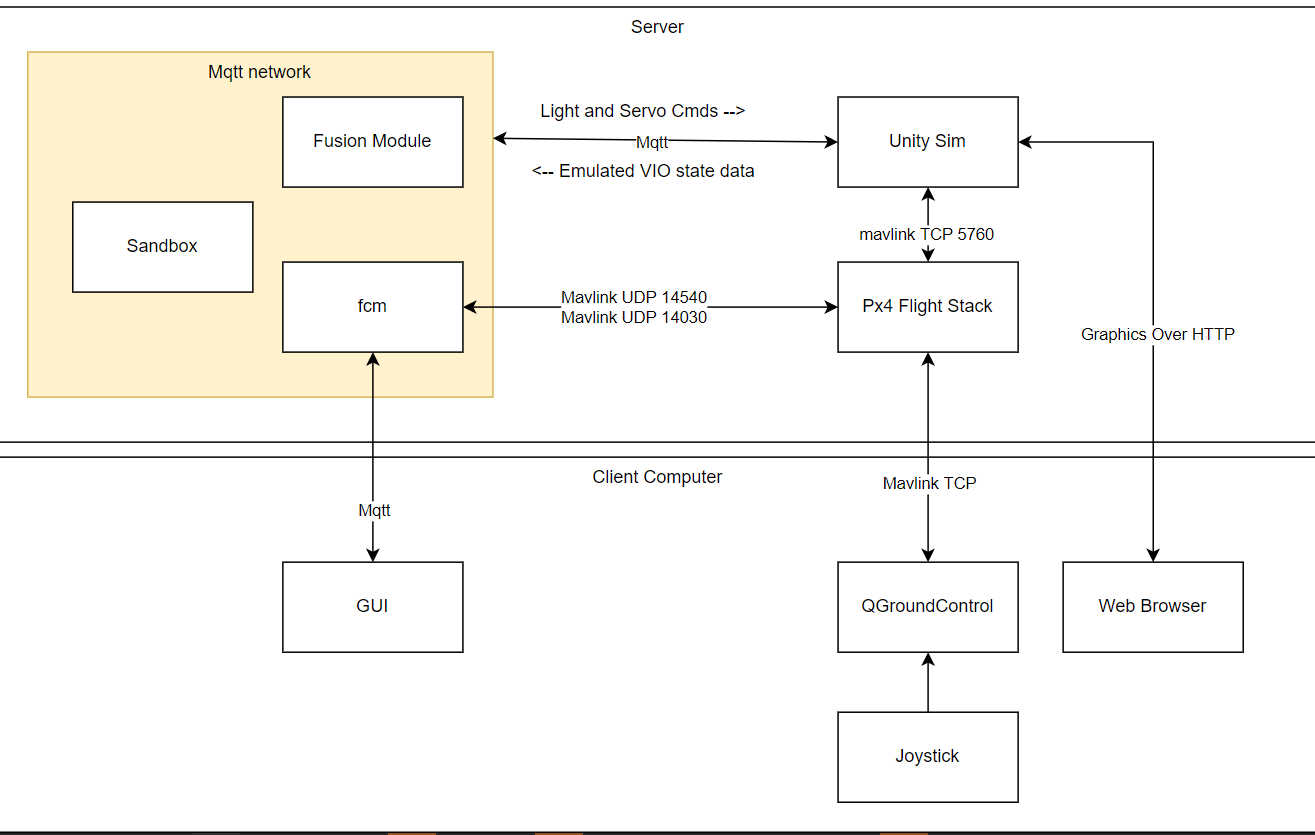 Server
Mqtt network
Fusion Module
Light and Servo Cmds -->
Mqtt
<-- Emulated VIO state data
Unity Sim
Sandbox
mavlink TCP 5760
fcm
Mavlink UDP 14540
Mavlink UDP 14030
Px4 Flight Stack
Graphics Over HTTP
Client Computer
Mavlink TCP
Mqtt
GUI
QGroundControl
Web Browser
Joystick